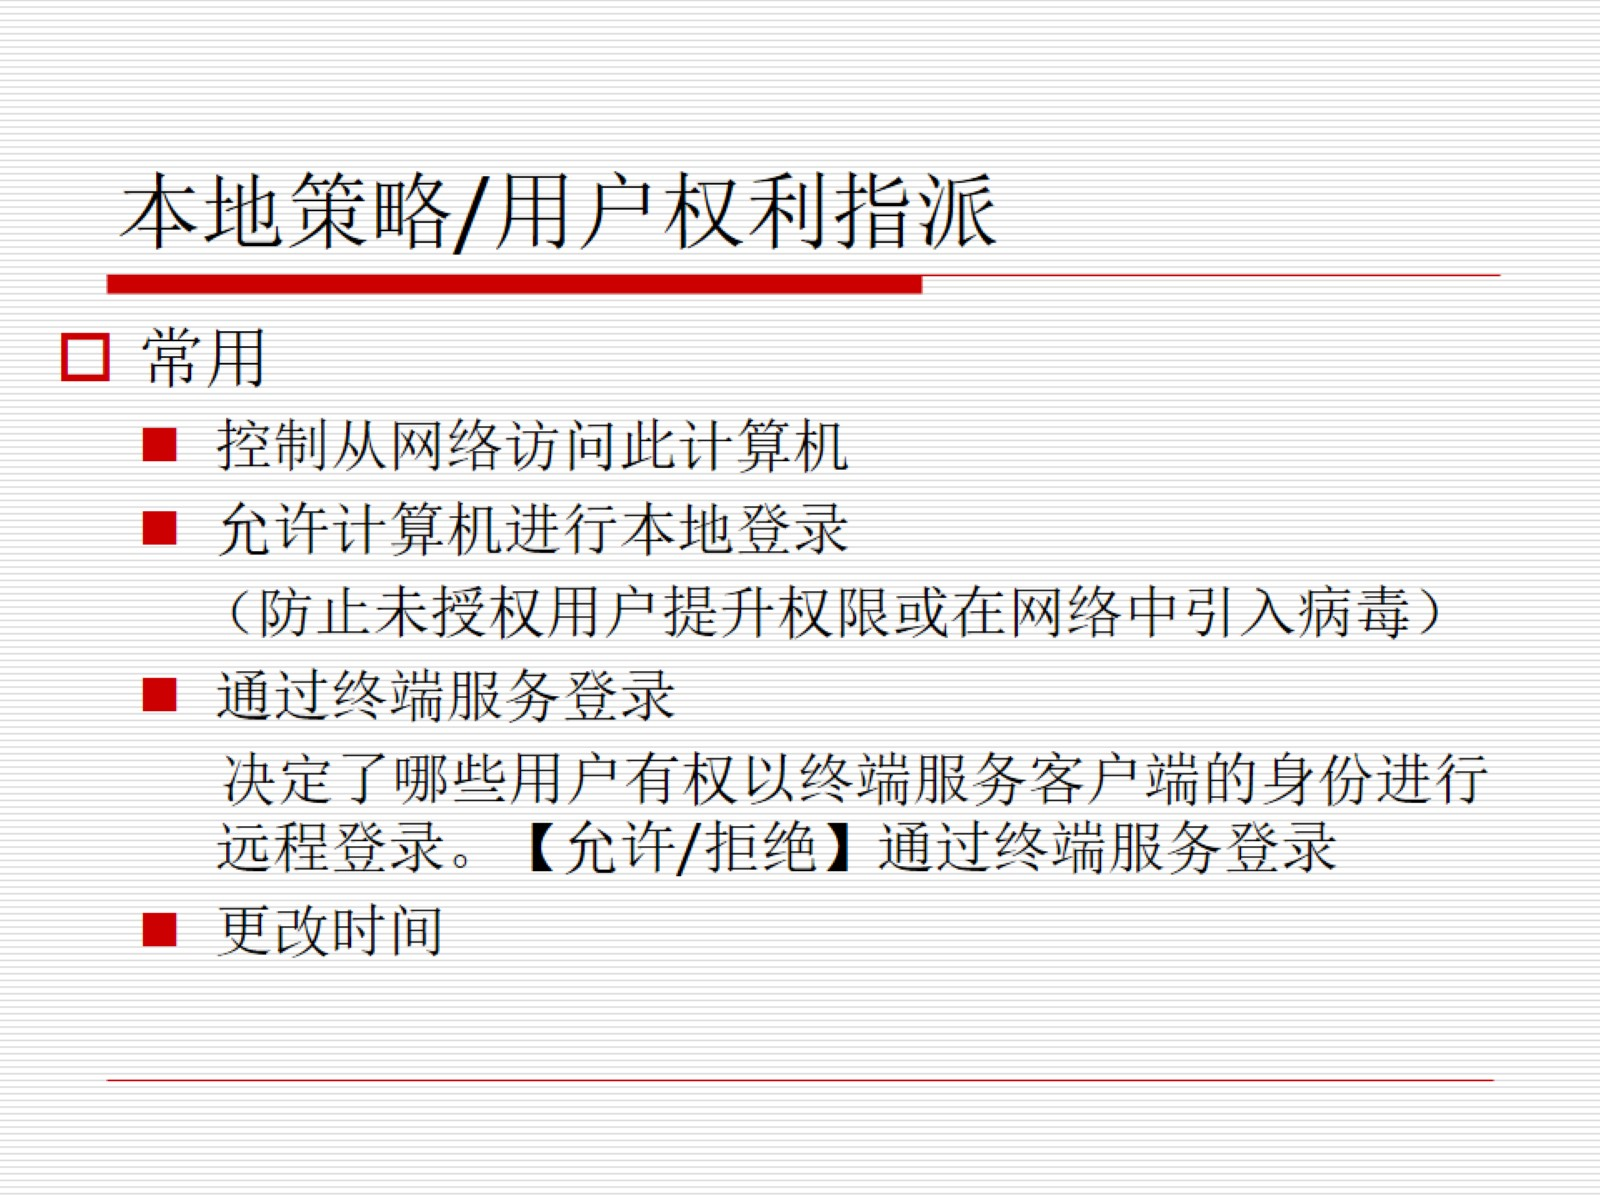 本地策略/用户权利指派
常用
控制从网络访问此计算机
允许计算机进行本地登录
（防止未授权用户提升权限或在网络中引入病毒）
通过终端服务登录
决定了哪些用户有权以终端服务客户端的身份进行
远程登录。【允许/拒绝】通过终端服务登录
更改时间